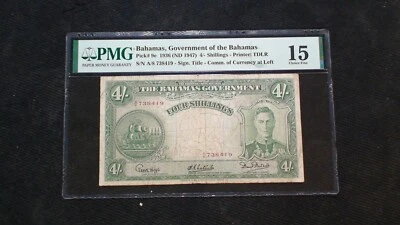 PMG
PAPER MONEY GUARANTY
Bahamas, Government of the Bahamas
Pick# 9e 1936 (ND 1947) 4/- Shillings - Printer: TDLR
S/N A/8 738419 - Sign. Title - Comm. of Currency at Left
15
Choice Fine
THE BAHAMAS GOVERNMENT
4/-
FOUR SHILLINGS
4/-
A/8 738419
A/8 738419
4/-
4/-